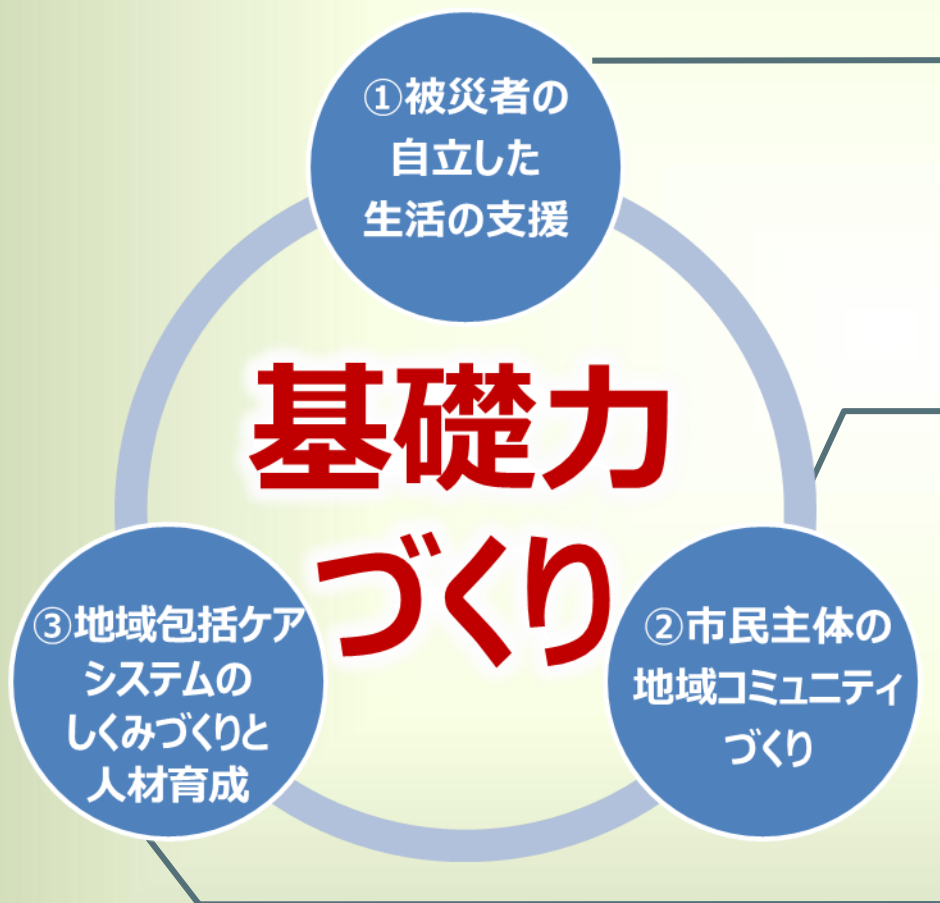 ①被災者の
自立した
生活の支援
基礎力
づくり
③地域包括ケア
システムの
しくみづくりと
人材育成
②市民主体の
地域コミュニティ
づくり